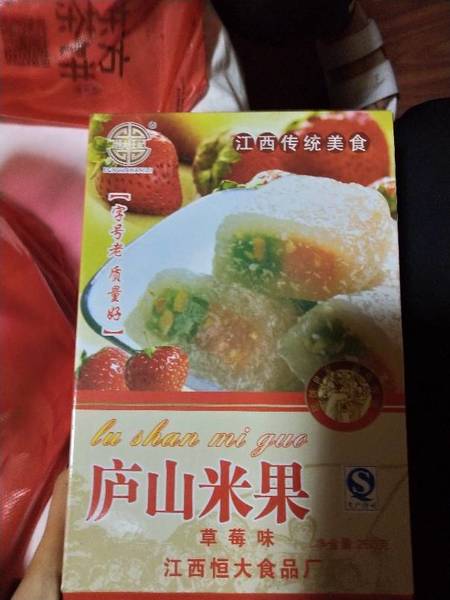 江西传统美食
【字号老质量好】
lu shan mi guo
庐山米果
草莓味
江西恒大食品厂